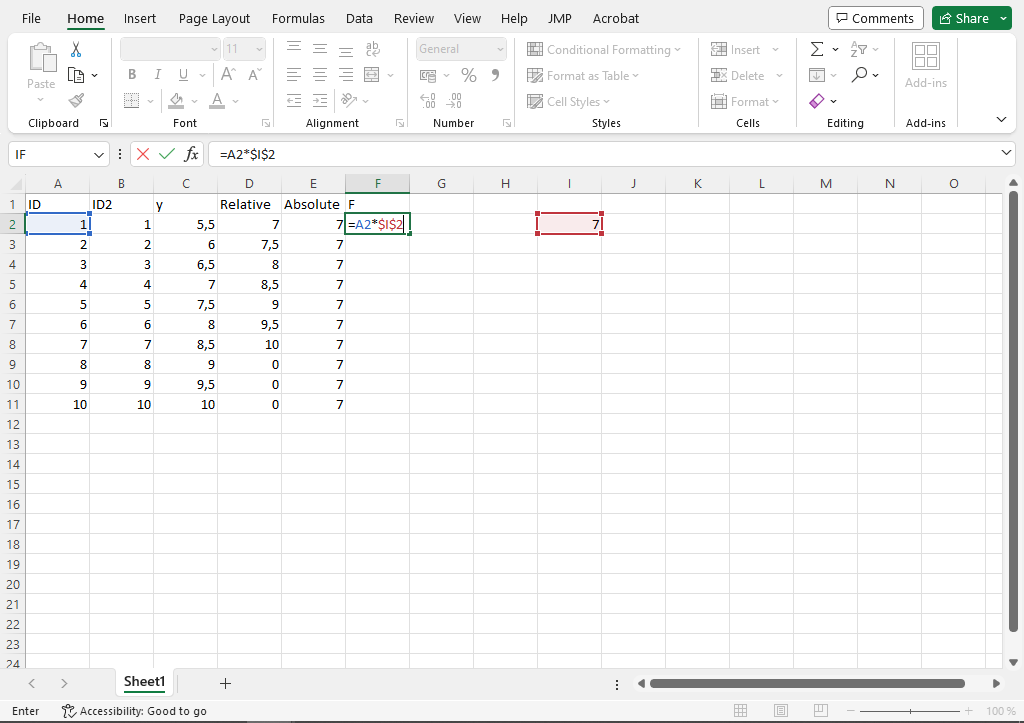 File Home Insert Page Layout Formulas Data Review View Help JMP Acrobat Comments Share
Paste
11
General
Conditional Formatting
Format as Table
Cell Styles
Insert
Delete
Format
Add-ins
Clipboard Font Alignment Number Styles Cells Editing Add-ins
IF fx =A2*$I$2
A B C D E F G H I J K L M N O
1 ID ID2 y Relative Absolute F
2 1 1 5,5 7 7 =A2*$I$2 7
3 2 2 6 7,5 7
4 3 3 6,5 8 7
5 4 4 7 8,5 7
6 5 5 7,5 9 7
7 6 6 8 9,5 7
8 7 7 8,5 10 7
9 8 8 9 0 7
10 9 9 9,5 0 7
11 10 10 10 0 7
12
13
14
15
16
17
18
19
20
21
22
23
24
Sheet1
Enter Accessibility: Good to go 100 %